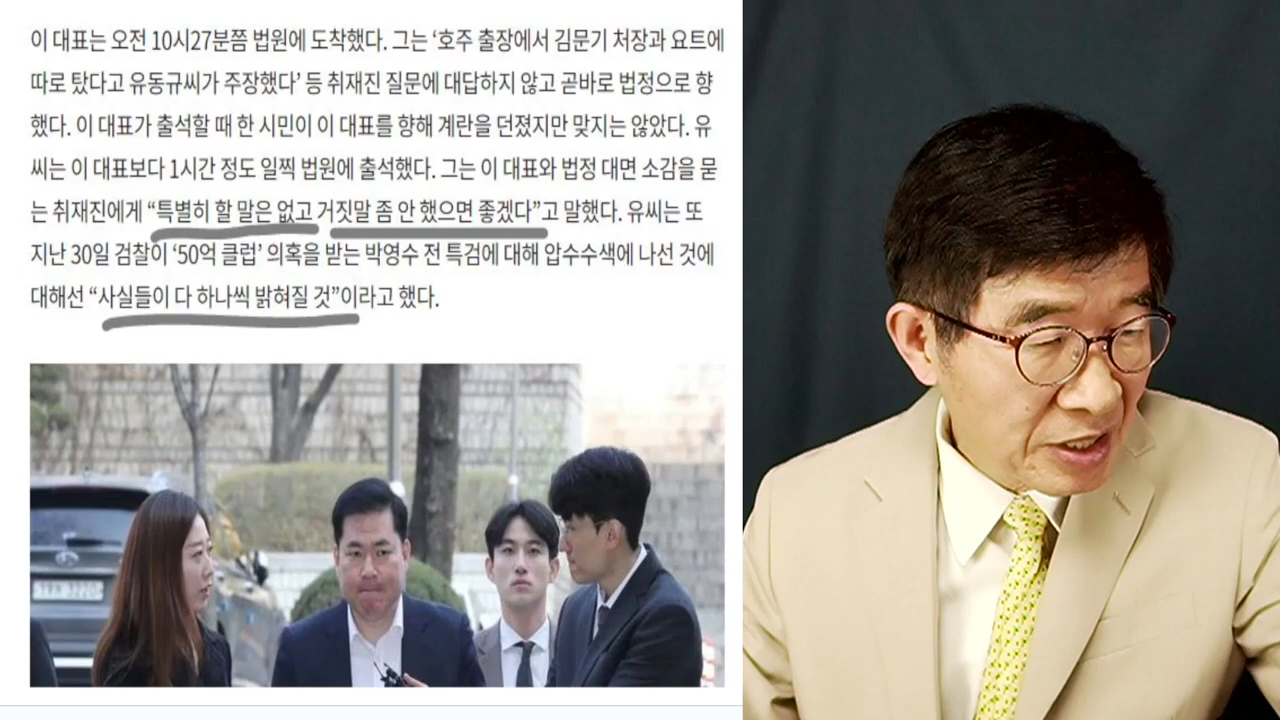 이 대표는 오전 10시27분쯤 법원에 도착했다. 그는 ‘호주 출장에서 김문기 처장과 요트에
따로 탔다고 유동규씨가 주장했다’ 등 취재진 질문에 대답하지 않고 곧바로 법정으로 향
했다. 이 대표가 출석할 때 한 시민이 이 대표를 향해 계란을 던졌지만 맞지는 않았다. 유
씨는 이 대표보다 1시간 정도 일찍 법원에 출석했다. 그는 이 대표와 법정 대면 소감을 묻
는 취재진에게 “특별히 할 말은 없고 거짓말 좀 안 했으면 좋겠다”고 말했다. 유씨는 또
지난 30일 검찰이 ‘50억 클럽’ 의혹을 받는 박영수 전 특검에 대해 압수수색에 나선 것에
대해선 “사실들이 다 하나씩 밝혀질 것”이라고 했다.